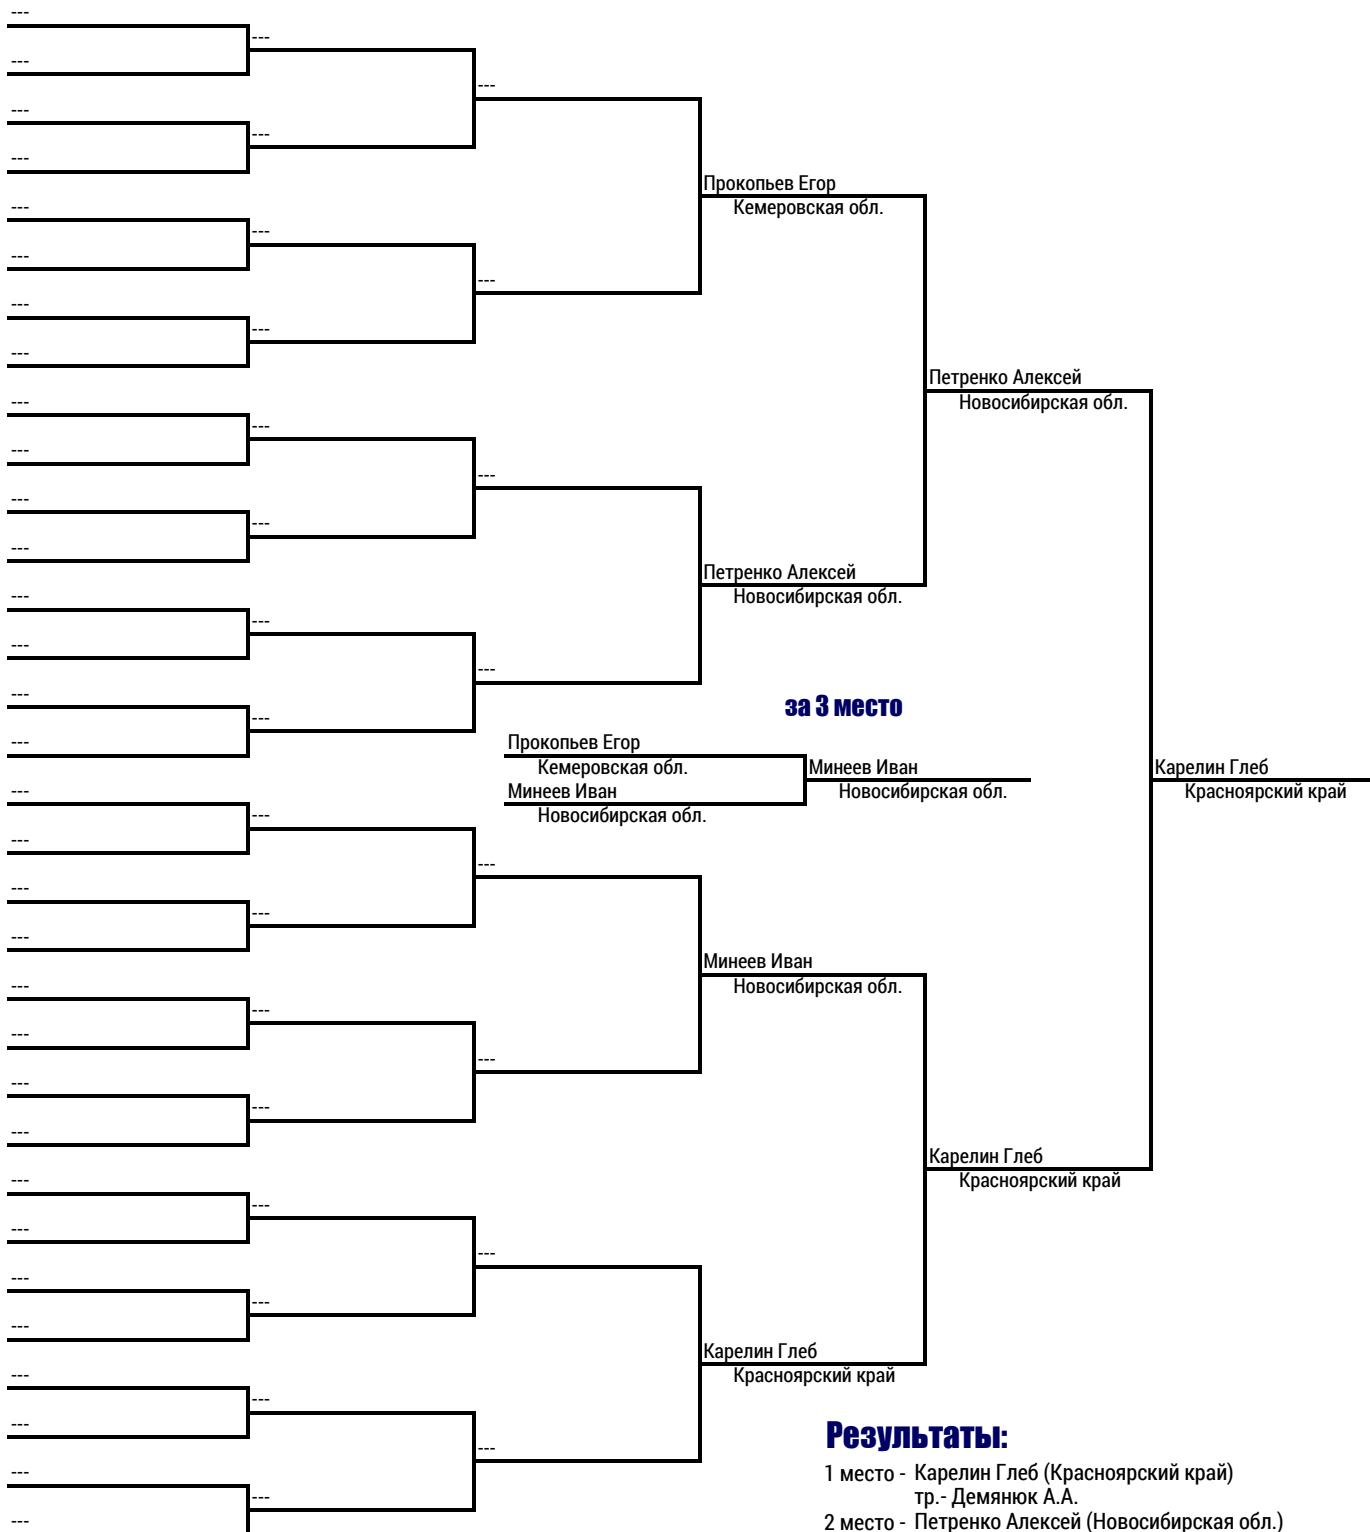 ---
---
---
---
---
---
---
Прокопьев Егор
---
Кемеровская обл.
---
---
---
---
---
---
Петренко Алексей
---
Новосибирская обл.
---
---
---
---
---
---
Петренко Алексей
---
Новосибирская обл.
---
---
---
---
за 3 место
---
---
Прокопьев Егор
Кемеровская обл.
Минеев Иван
Новосибирская обл.
Минеев Иван
Новосибирская обл.
Карелин Глеб
Красноярский край
---
---
---
---
---
---
---
Минеев Иван
Новосибирская обл.
---
---
---
---
---
---
---
Карелин Глеб
Красноярский край
---
---
---
---
---
---
---
Карелин Глеб
Красноярский край
---
---
---
---
---
---
---
Результаты:
1 место - Карелин Глеб (Красноярский край)
тр.- Демянюк А.А.
2 место - Петренко Алексей (Новосибирская обл.)